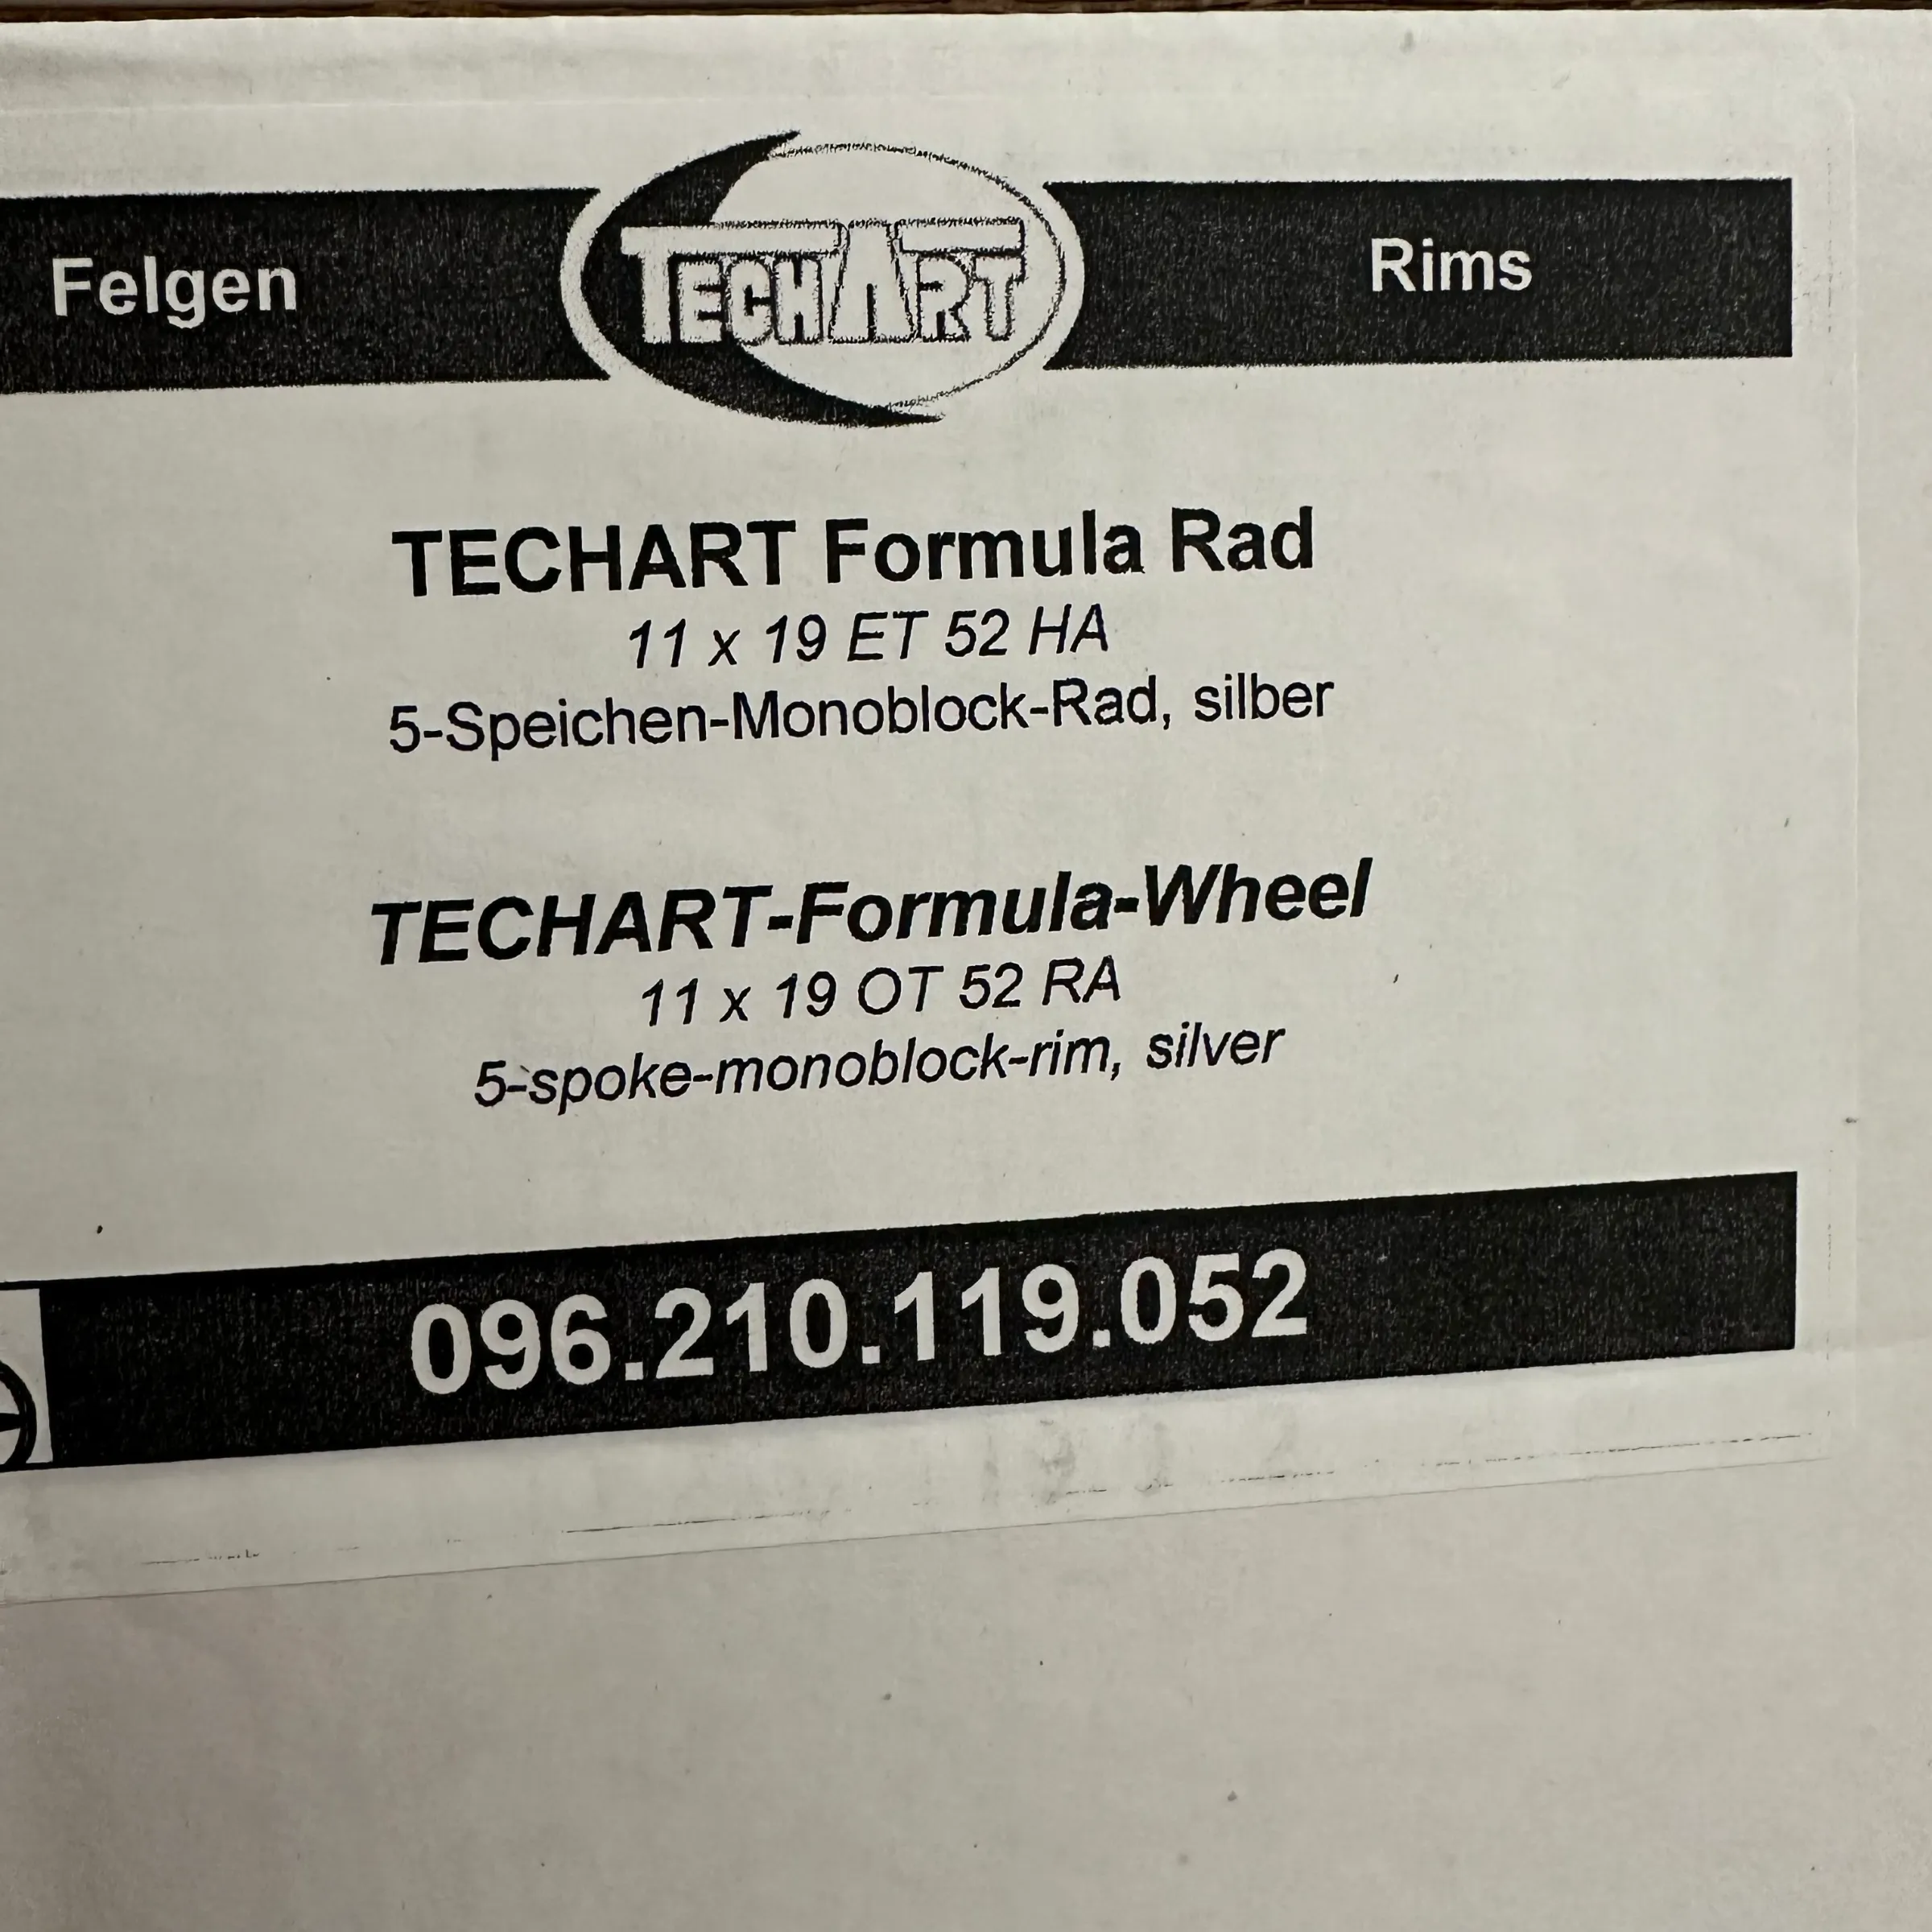 Felgen
TECHART
Rims
TECHART Formula Rad
11 x 19 ET 52 HA
5-Speichen-Monoblock-Rad, silber
TECHART-Formula-Wheel
11 x 19 OT 52 RA
5-spoke-monoblock-rim, silver
096.210.119.052